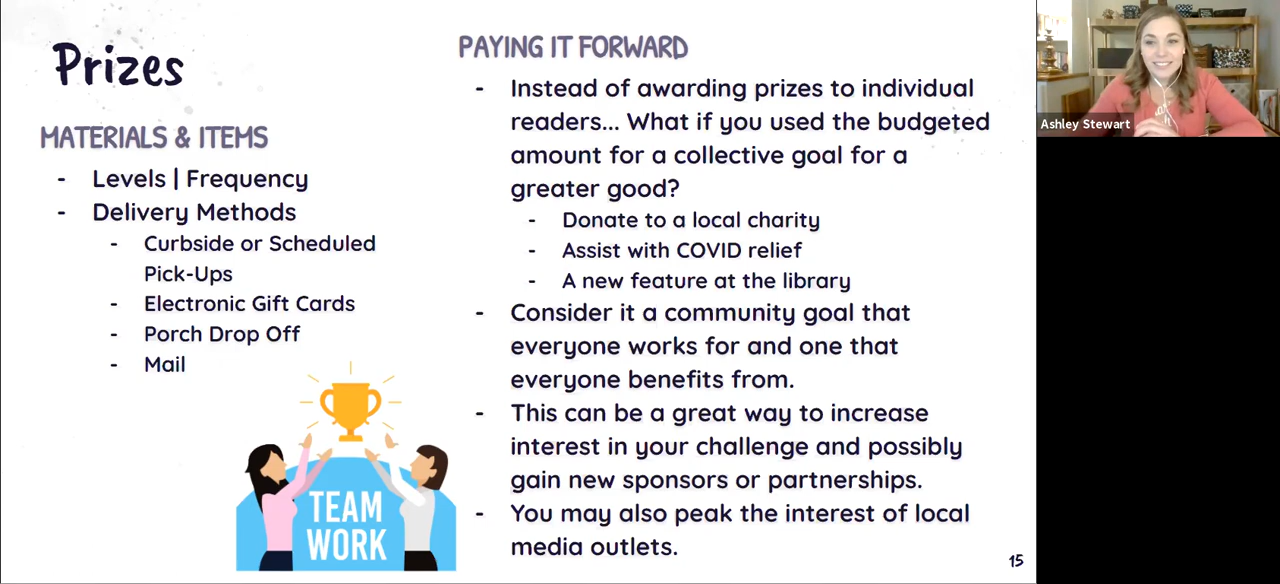 Prizes
MATERIALS & ITEMS
- Levels | Frequency
- Delivery Methods
- Curbside or Scheduled
Pick-Ups
- Electronic Gift Cards
- Porch Drop Off
- Mail
TEAM
WORK
PAYING IT FORWARD
- Instead of awarding prizes to individual
readers... What if you used the budgeted
amount for a collective goal for a
greater good?
- Donate to a local charity
- Assist with COVID relief
- A new feature at the library
- Consider it a community goal that
everyone works for and one that
everyone benefits from.
- This can be a great way to increase
interest in your challenge and possibly
gain new sponsors or partnerships.
- You may also peak the interest of local
media outlets.
15
Ashley Stewart